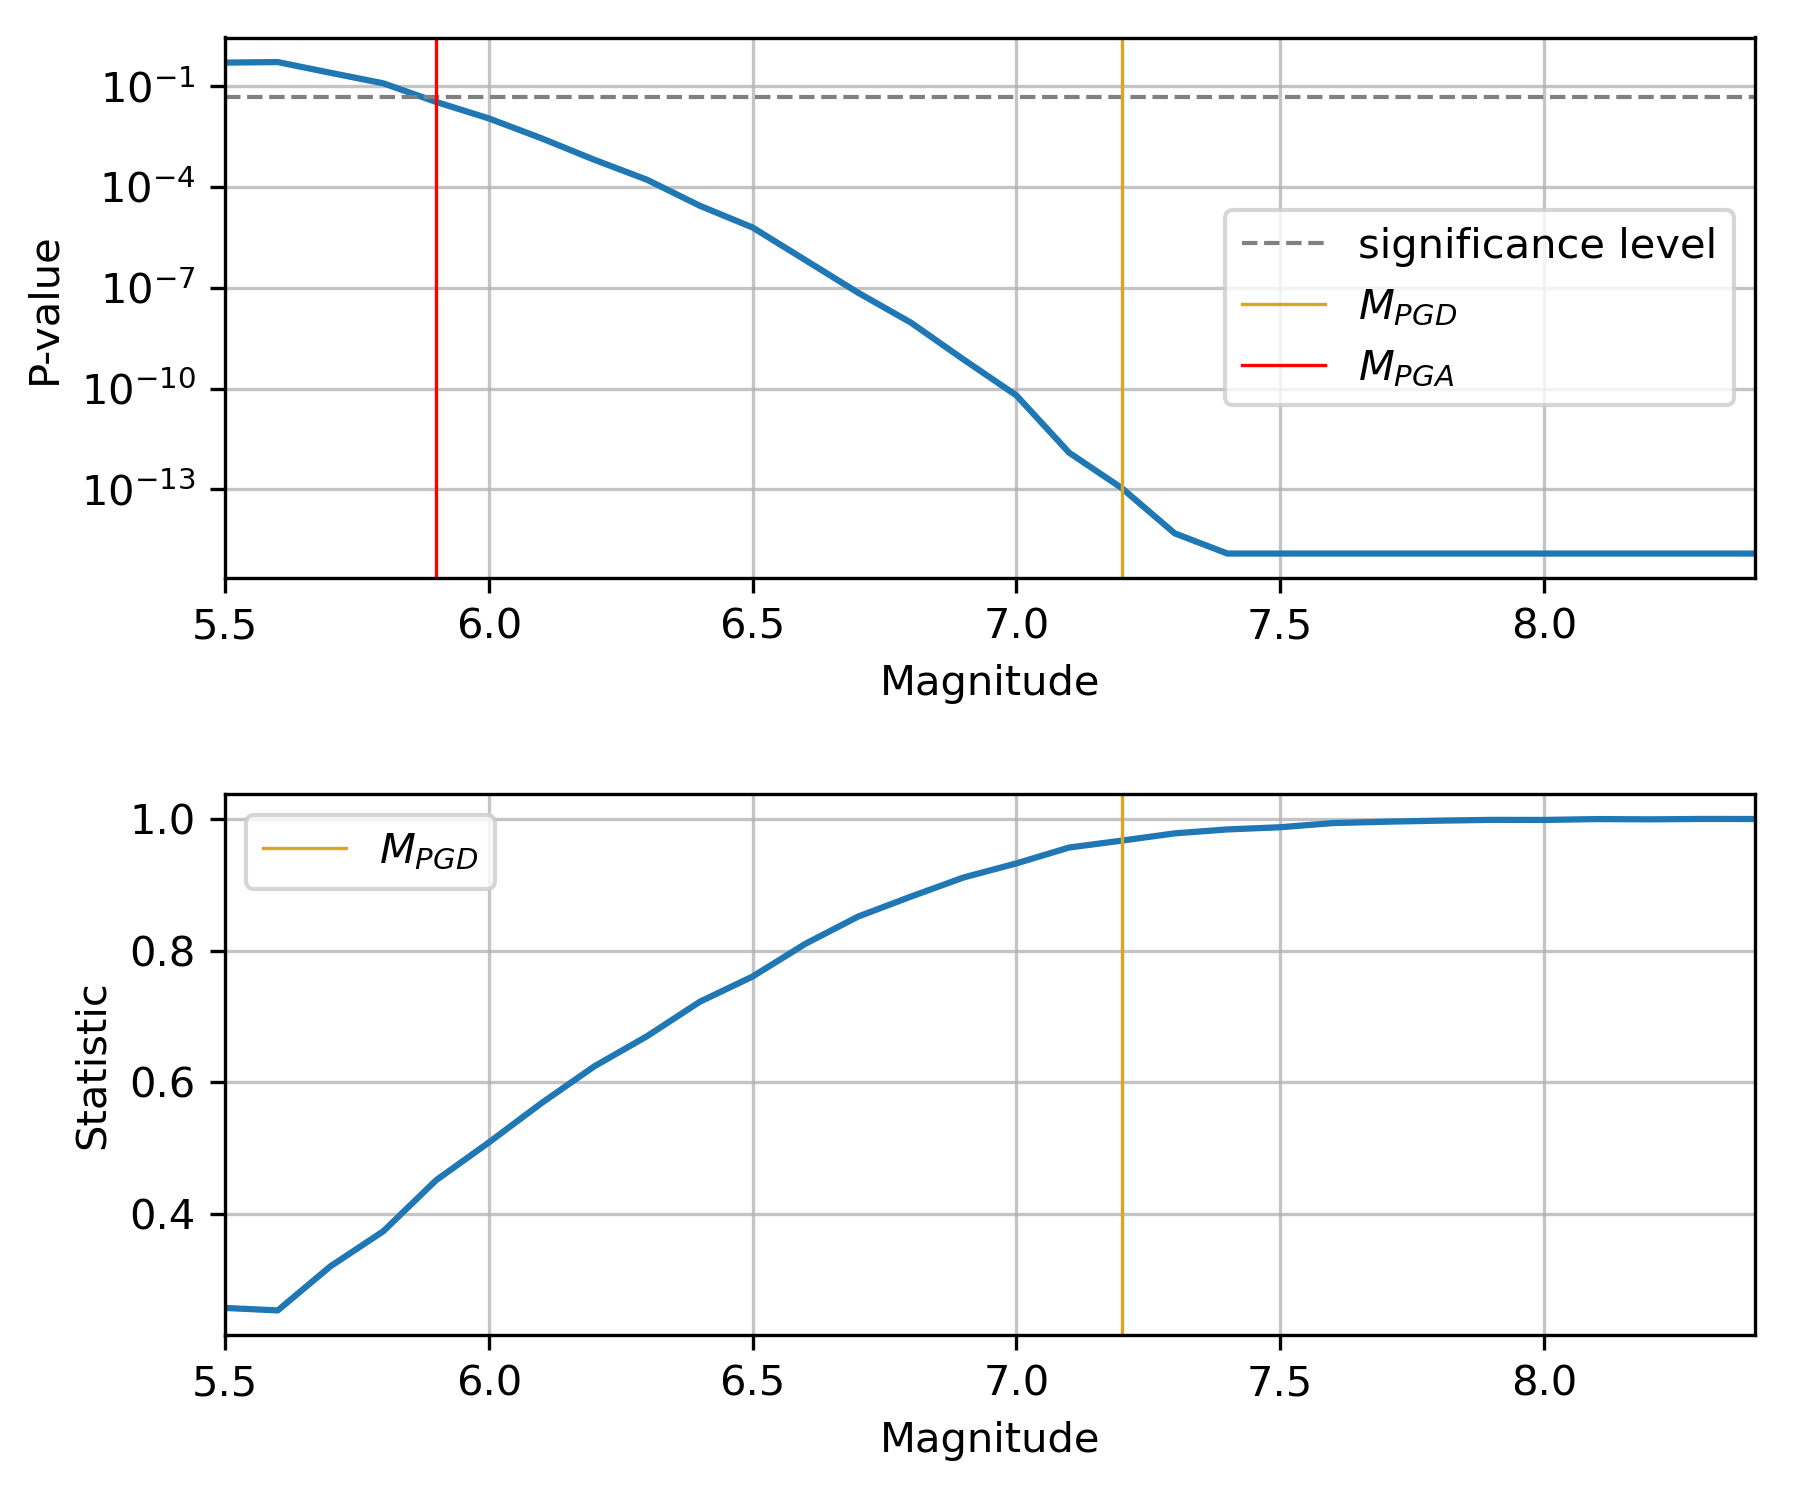 10⁻¹
10⁻⁴
10⁻⁷
10⁻¹⁰
10⁻¹³
P-value
significance level
M_PGD
M_PGA
5.5 6.0 6.5 7.0 7.5 8.0
Magnitude
1.0
0.8
0.6
0.4
Statistic
M_PGD
5.5 6.0 6.5 7.0 7.5 8.0
Magnitude